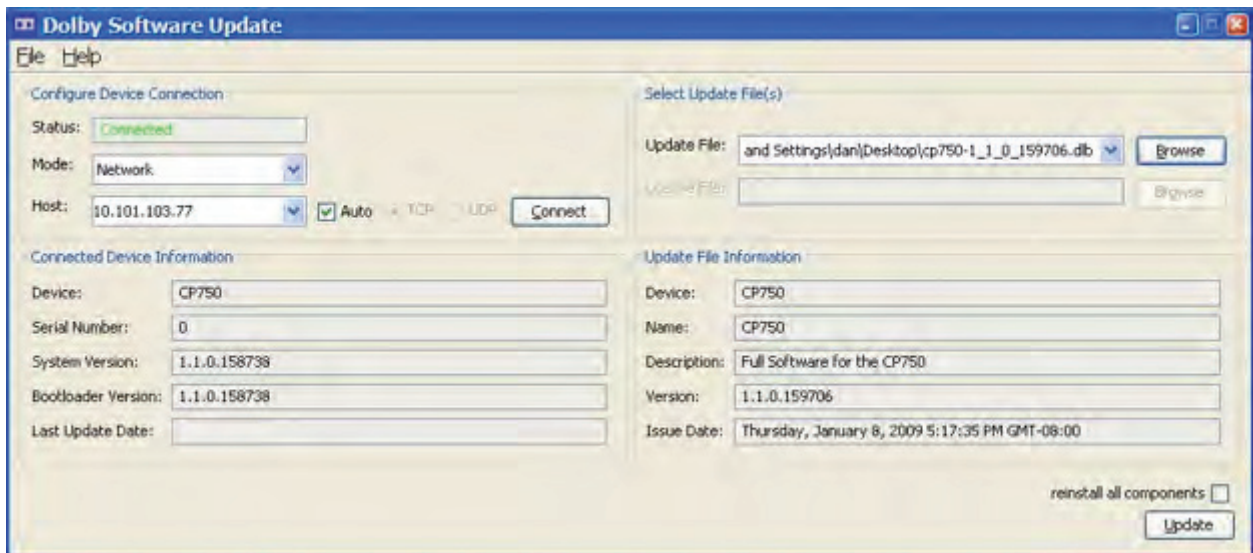 Dolby Software Update
File Help
Configure Device Connection
Status: Connected
Mode: Network
Host: 10.101.103.77 Auto TCP UDP Connect
Select Update File(s)
Update File: and Settings\dan\Desktop\cp750-1_1_0_159706.dlb Browse
Update File: Browse
Connected Device Information
Device: CP750
Serial Number: 0
System Version: 1.1.0.158738
Bootloader Version: 1.1.0.158738
Last Update Date:
Update File Information
Device: CP750
Name: CP750
Description: Full Software for the CP750
Version: 1.1.0.159706
Issue Date: Thursday, January 8, 2009 5:17:35 PM GMT-08:00
reinstall all components
Update